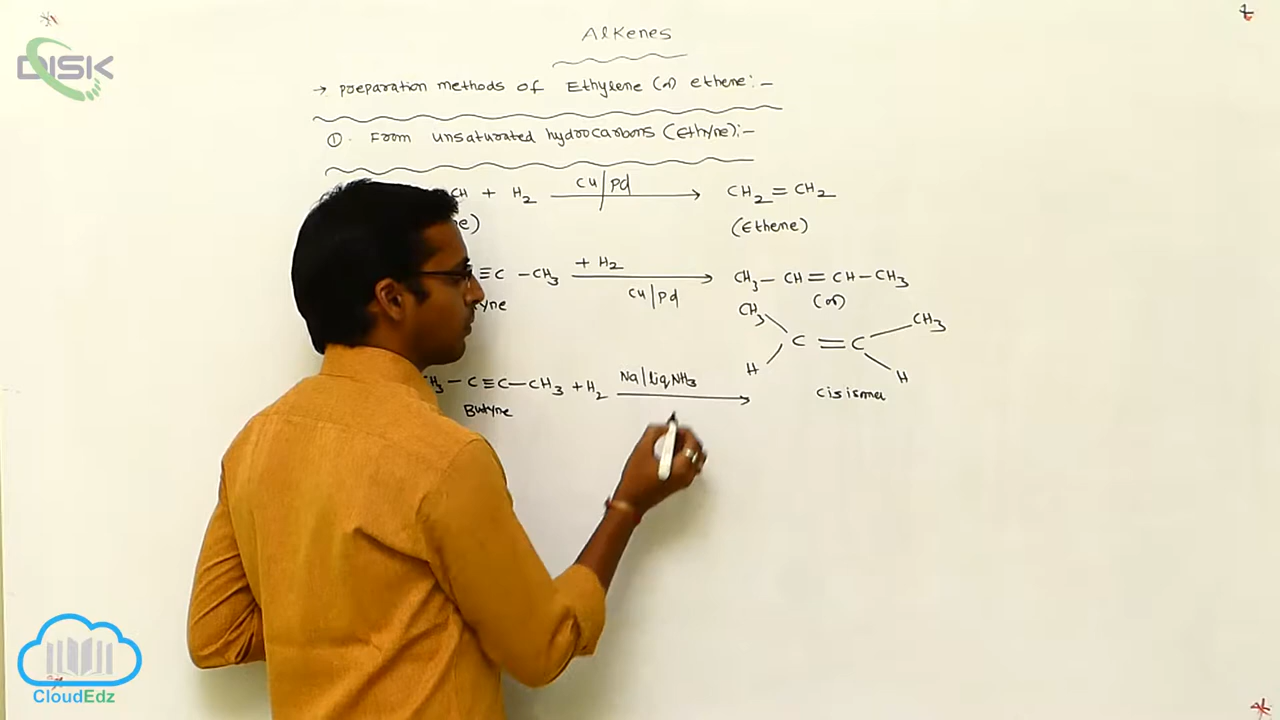 Alkenes
DISK
→ preparation methods of Ethylene (or) ethene:-
①. From unsaturated hydrocarbons (Ethyne):-
CH + H2 Cu/Pd → CH2=CH2
(Ethene)
≡C-CH3 + H2 Cu/Pd → CH3-CH=CH-CH3
(or)
CH3 CH3
C=C
H H
cis isomer
-C≡C-CH3 + H2 Na/liq NH3 →
Butyne
CloudEdz